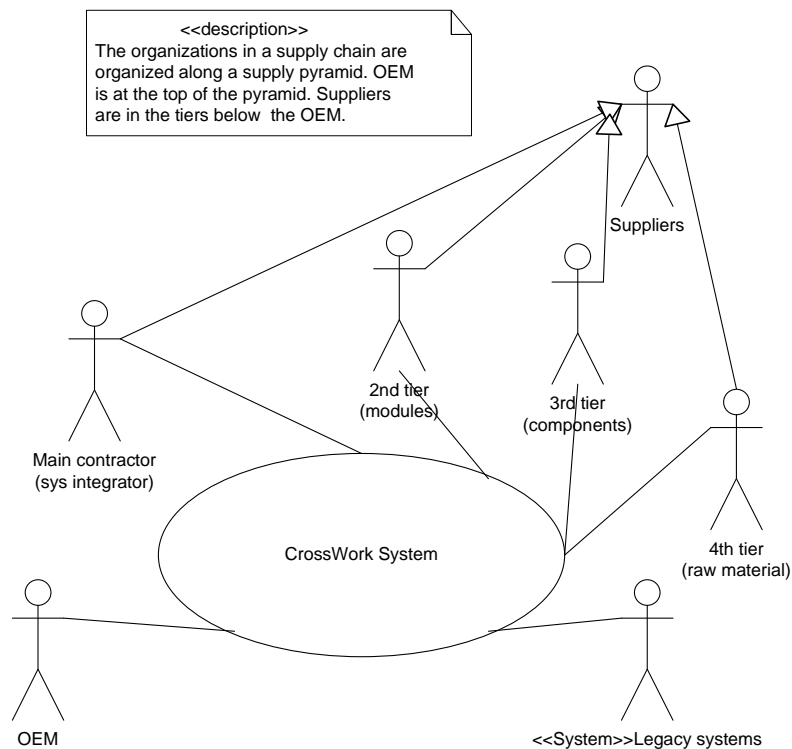 <<description>>
The organizations in a supply chain are
organized along a supply pyramid. OEM
is at the top of the pyramid. Suppliers
are in the tiers below the OEM.
Suppliers
2nd tier
(modules)
3rd tier
(components)
Main contractor
(sys integrator)
CrossWork System
4th tier
(raw material)
OEM
<<System>>Legacy systems